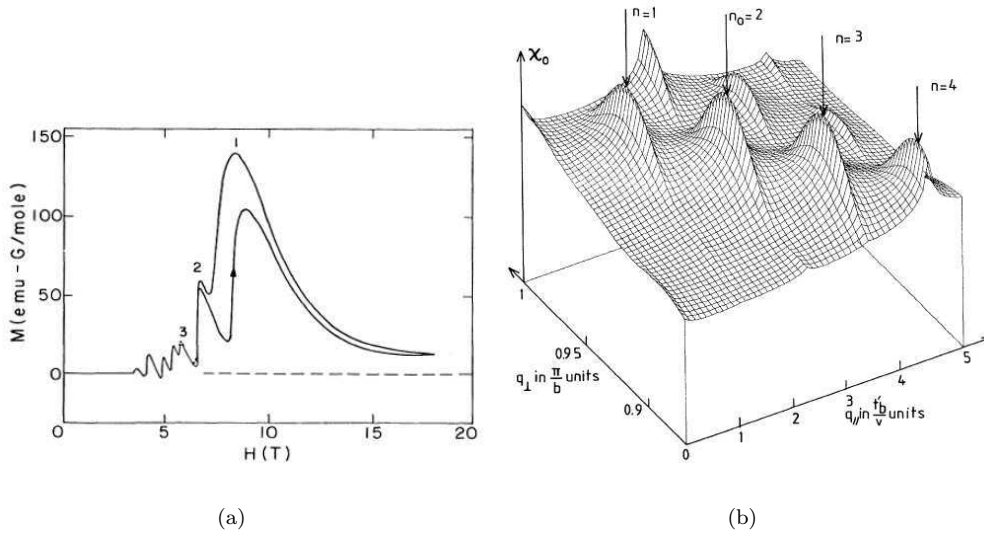 M (emu-G/mole)
150
100
50
0
1
2
3
0
5
10
15
20
H (T)
(a)
χ₀
n=1
n₀=2
n=3
n=4
1
0.95
0.9
q⊥ in π/b units
0
1
2
3
4
5
q// in t'b/v units
(b)